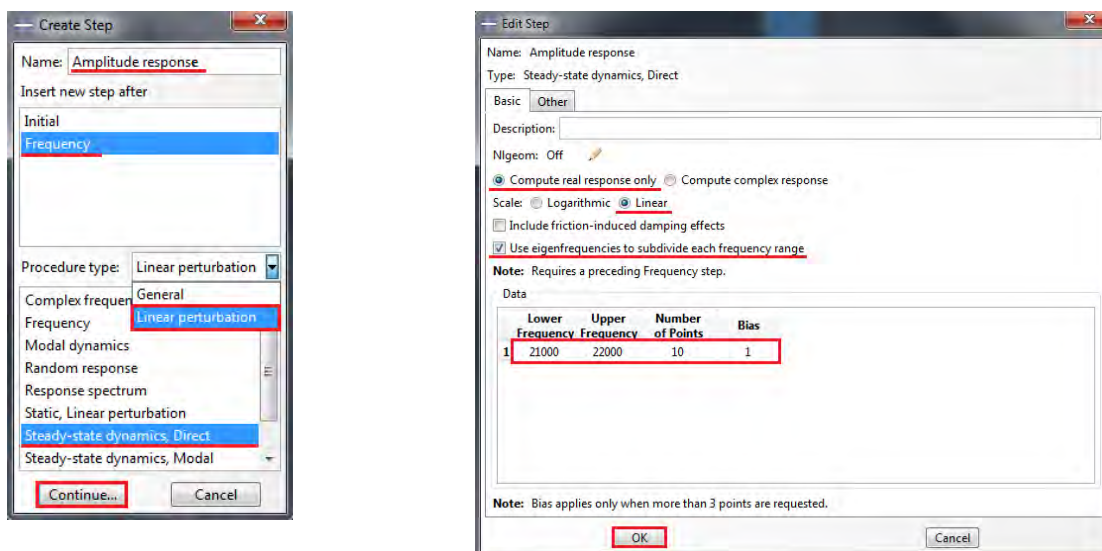 Create Step
Name: Amplitude response
Insert new step after
Initial
Frequency
Procedure type: Linear perturbation
General
Linear perturbation
Complex frequen
Frequency
Modal dynamics
Random response
Response spectrum
Static, Linear perturbation
Steady-state dynamics, Direct
Steady-state dynamics, Modal
Continue... Cancel
Edit Step
Name: Amplitude response
Type: Steady-state dynamics, Direct
Basic Other
Description:
Nlgeom: Off
Compute real response only Compute complex response
Scale: Logarithmic Linear
Include friction-induced damping effects
Use eigenfrequencies to subdivide each frequency range
Note: Requires a preceding Frequency step.
Data
Lower Upper Number
Frequency Frequency of Points Bias
1 21000 22000 10 1
Note: Bias applies only when more than 3 points are requested.
OK Cancel